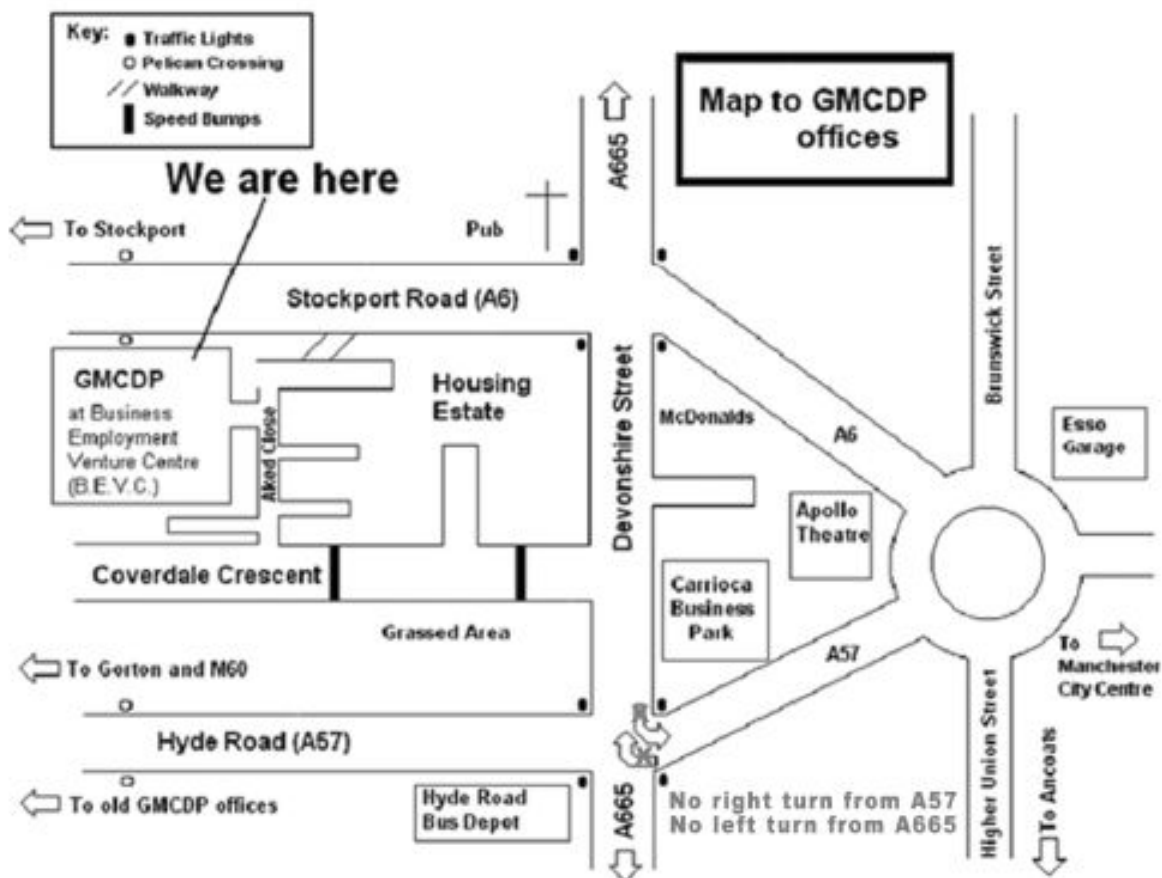 Key:
Traffic Lights
Pelican Crossing
Walkway
Speed Bumps
Map to GMCDP
offices
We are here
A665
To Stockport
Pub
Stockport Road (A6)
Brunswick Street
GMCDP
at Business
Employment
Venture Centre
(B.E.V.C.)
Aked Close
Housing
Estate
Devonshire Street
McDonalds
A6
Esso
Garage
Apollo
Theatre
Coverdale Crescent
Carrioca
Business
Park
Grassed Area
A57
To Gorton and M60
To
Manchester
City Centre
Hyde Road (A57)
Higher Union Street
To Ancoats
To old GMCDP offices
Hyde Road
Bus Depot
A665
No right turn from A57
No left turn from A665